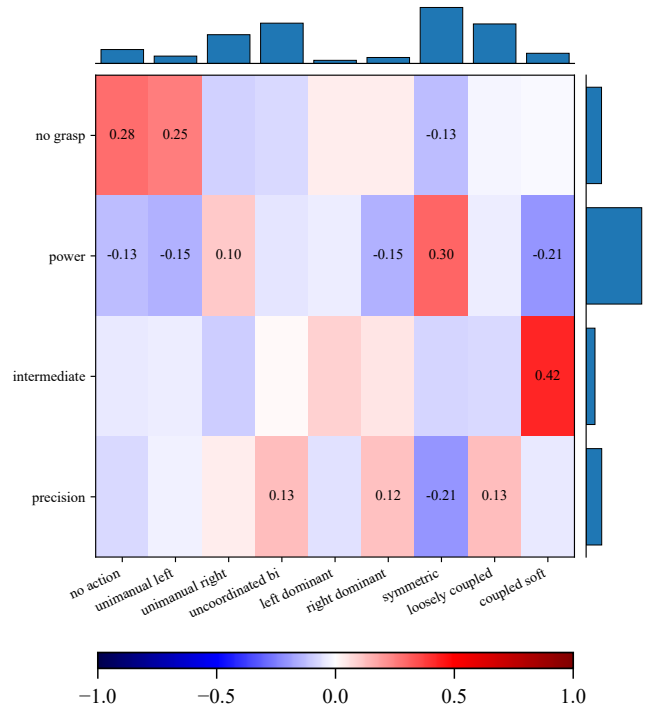 no grasp 0.28 0.25 -0.13
power -0.13 -0.15 0.10 -0.15 0.30 -0.21
intermediate 0.42
precision 0.13 0.12 -0.21 0.13
no action unimanual left unimanual right uncoordinated bi left dominant right dominant symmetric loosely coupled coupled soft
−1.0 −0.5 0.0 0.5 1.0